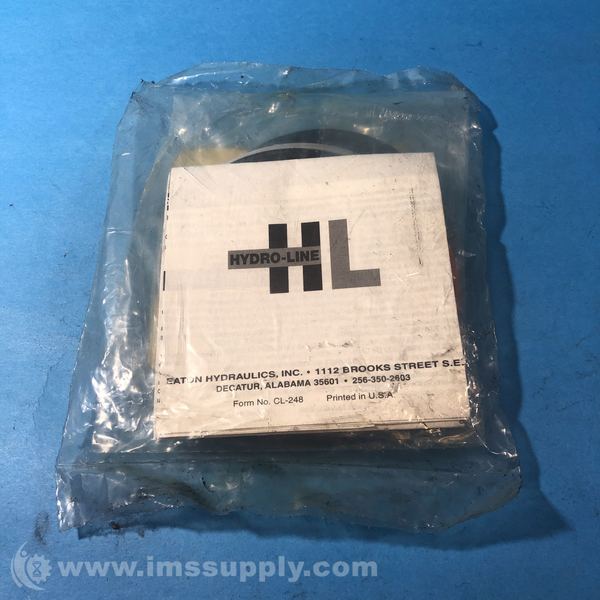 HYDRO-LINE
HL
EATON HYDRAULICS, INC. • 1112 BROOKS STREET S.E.
DECATUR, ALABAMA 35601 • 256-350-2603
Form No. CL-248 Printed in U.S.A.
www.imssupply.com